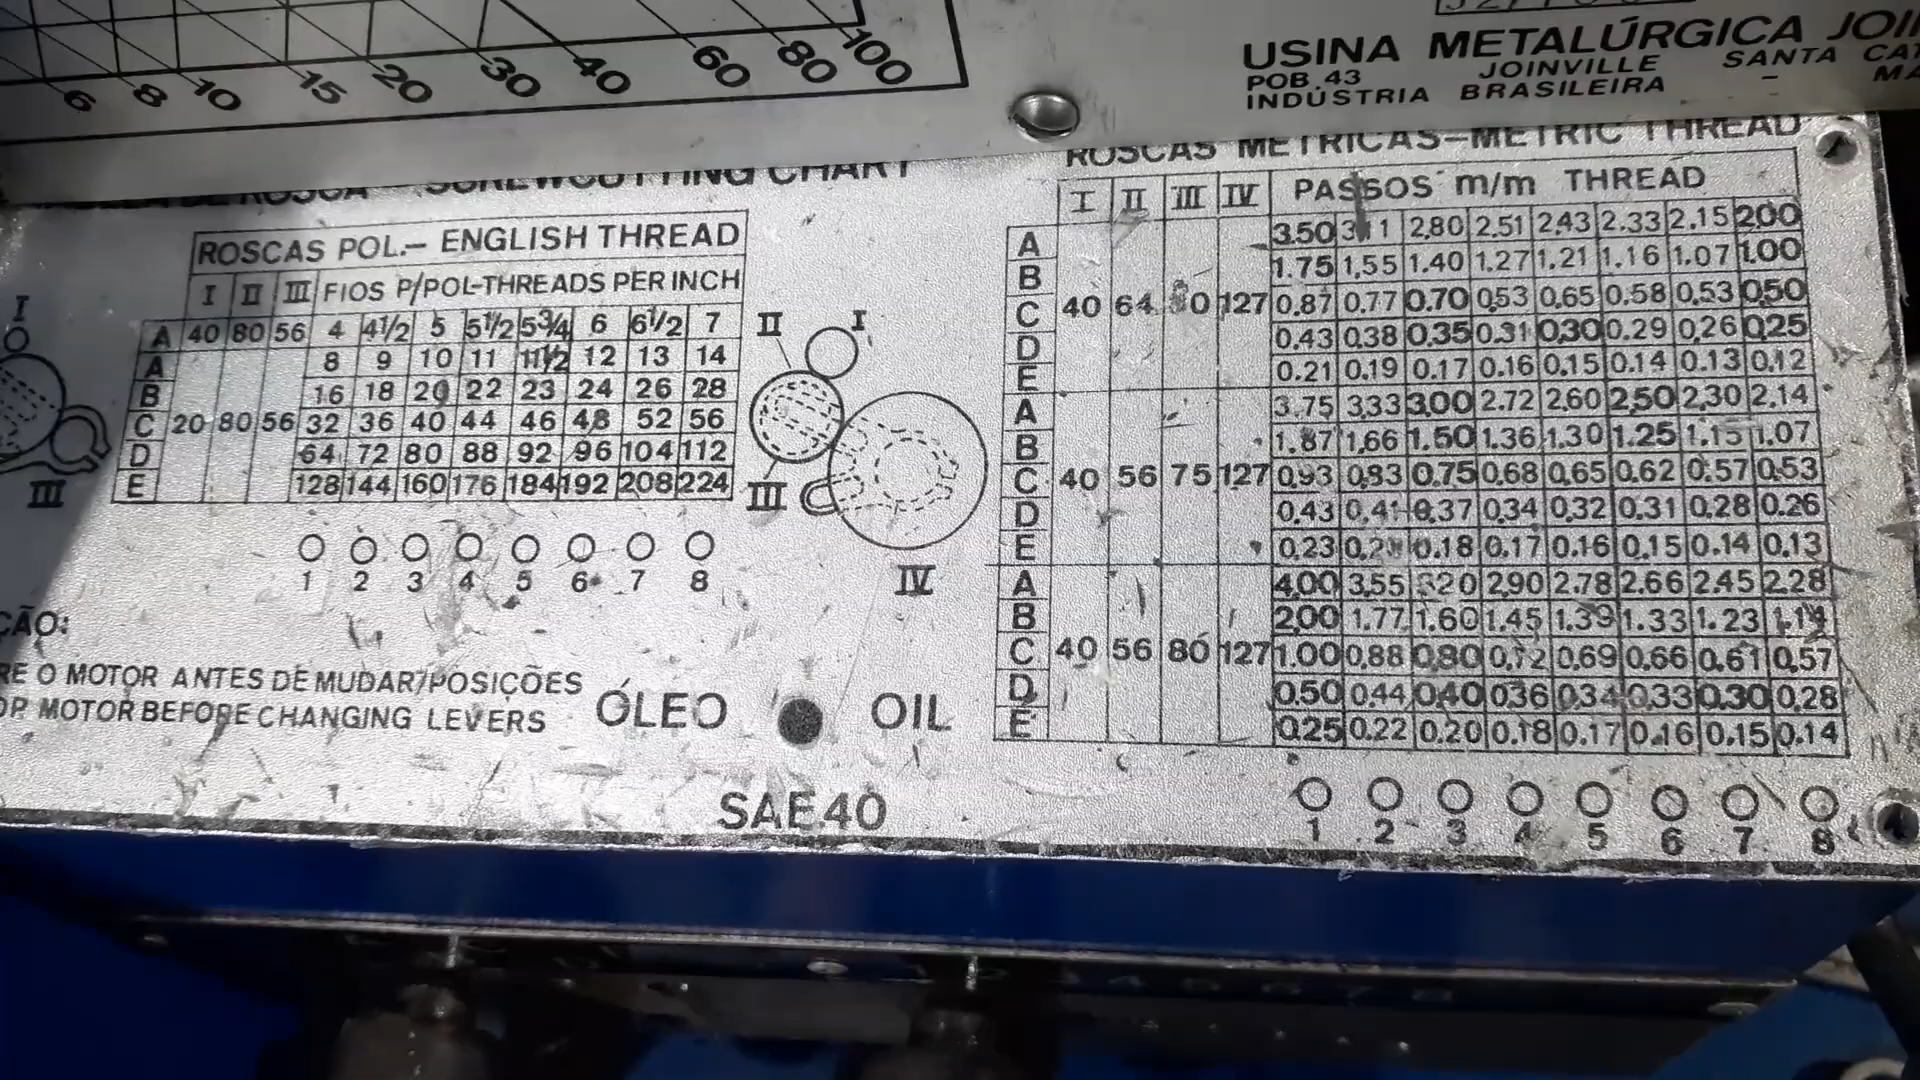 6 8 10 15 20 30 40 60 80 100
USINA METALÚRGICA JOI
POB.43 JOINVILLE SANTA CAT
INDÚSTRIA BRASILEIRA - MA
DE ROSCA SCREWCUTTING CHART
ROSCAS POL.- ENGLISH THREAD
I II III FIOS P/POL-THREADS PER INCH
A 40 80 56 4 4 1/2 5 5 1/2 5 3/4 6 6 1/2 7
A 8 9 10 11 11 1/2 12 13 14
B 16 18 20 22 23 24 26 28
C 20 80 56 32 36 40 44 46 48 52 56
D 64 72 80 88 92 96 104 112
E 128 144 160 176 184 192 208 224
1 2 3 4 5 6 7 8
I
III
II I
III
IV
ÇÃO:
RE O MOTOR ANTES DE MUDAR POSIÇÕES
OP MOTOR BEFORE CHANGING LEVERS
ÓLEO OIL
SAE40
ROSCAS METRICAS-METRIC THREAD
I II III IV PASSOS m/m THREAD
A 3.50 2.80 2.51 2.43 2.33 2.15 2.00
B 1.75 1.55 1.40 1.27 1.21 1.16 1.07 1.00
C 40 64 127 0.87 0.77 0.70 0.53 0.65 0.58 0.53 0.50
D 0.43 0.38 0.35 0.31 0.30 0.29 0.26 0.25
E 0.21 0.19 0.17 0.16 0.15 0.14 0.13 0.12
A 3.75 3.33 3.00 2.72 2.60 2.50 2.30 2.14
B 1.87 1.66 1.50 1.36 1.30 1.25 1.15 1.07
C 40 56 75 127 0.93 0.83 0.75 0.68 0.65 0.62 0.57 0.53
D 0.43 0.41 0.37 0.34 0.32 0.31 0.28 0.26
E 0.23 0.18 0.17 0.16 0.15 0.14 0.13
A 4.00 3.55 3.20 2.90 2.78 2.66 2.45 2.28
B 2.00 1.77 1.60 1.45 1.39 1.33 1.23 1.14
C 40 56 80 127 1.00 0.88 0.80 0.72 0.69 0.66 0.61 0.57
D 0.50 0.44 0.40 0.36 0.34 0.33 0.30 0.28
E 0.25 0.22 0.20 0.18 0.17 0.16 0.15 0.14
1 2 3 4 5 6 7 8